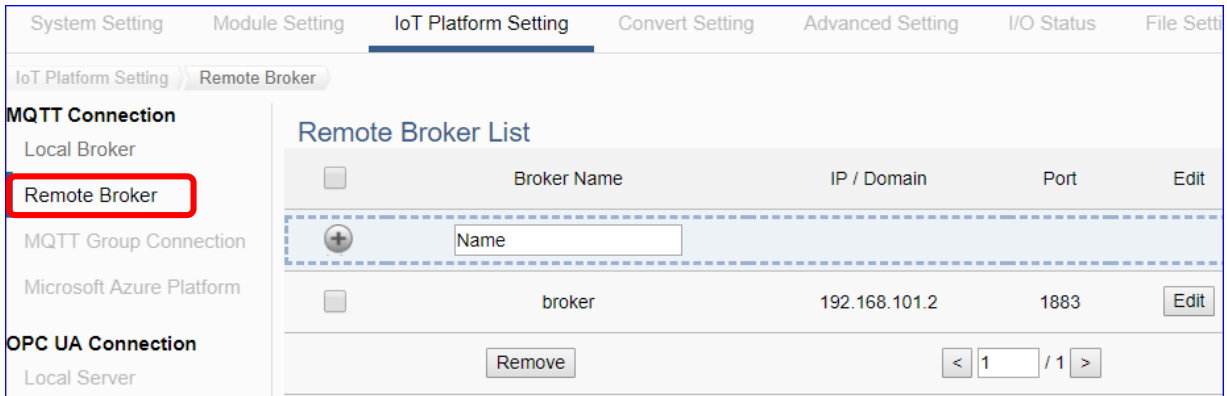 System Setting Module Setting IoT Platform Setting Convert Setting Advanced Setting I/O Status File Setti
IoT Platform Setting Remote Broker
MQTT Connection
Local Broker
Remote Broker
MQTT Group Connection
Microsoft Azure Platform
OPC UA Connection
Local Server
Remote Broker List
Broker Name IP / Domain Port Edit
Name
broker 192.168.101.2 1883 Edit
Remove < 1 / 1 >